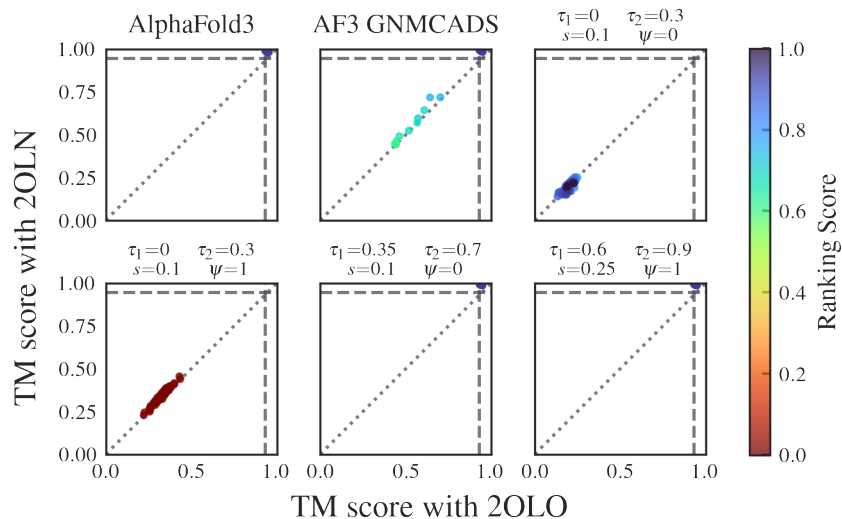 AlphaFold3
AF3 GNMCADS
τ₁=0 τ₂=0.3
s=0.1 ψ=0
1.00
0.75
0.50
0.25
0.00
TM score with 2OLN
τ₁=0 τ₂=0.3
s=0.1 ψ=1
τ₁=0.35 τ₂=0.7
s=0.1 ψ=0
τ₁=0.6 τ₂=0.9
s=0.25 ψ=1
1.00
0.75
0.50
0.25
0.00
0.0 0.5 1.0
0.0 0.5 1.0
0.0 0.5 1.0
TM score with 2OLO
1.0
0.8
0.6
0.4
0.2
0.0
Ranking Score